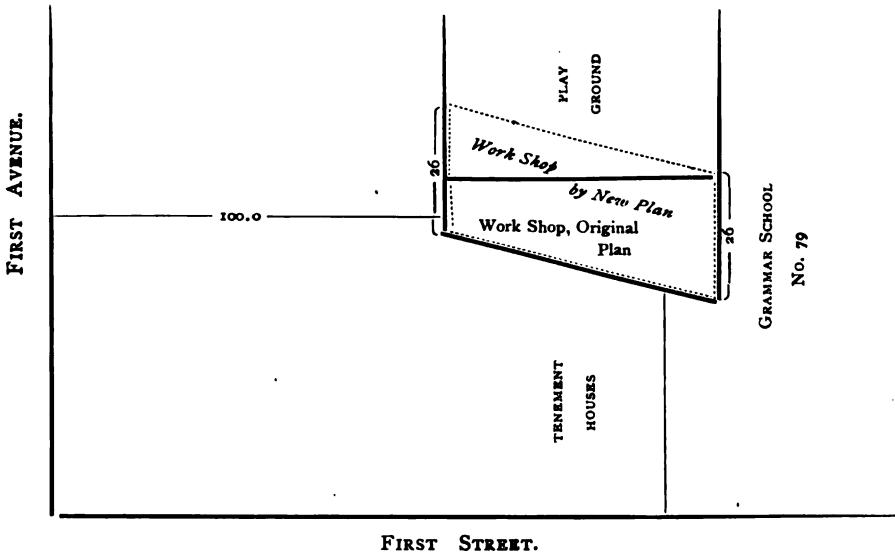 FIRST AVENUE.
PLAY
GROUND
Work Shop
by New Plan
26
100.0
Work Shop, Original
Plan
26
GRAMMAR SCHOOL
No. 79
TENEMENT
HOUSES
FIRST STREET.